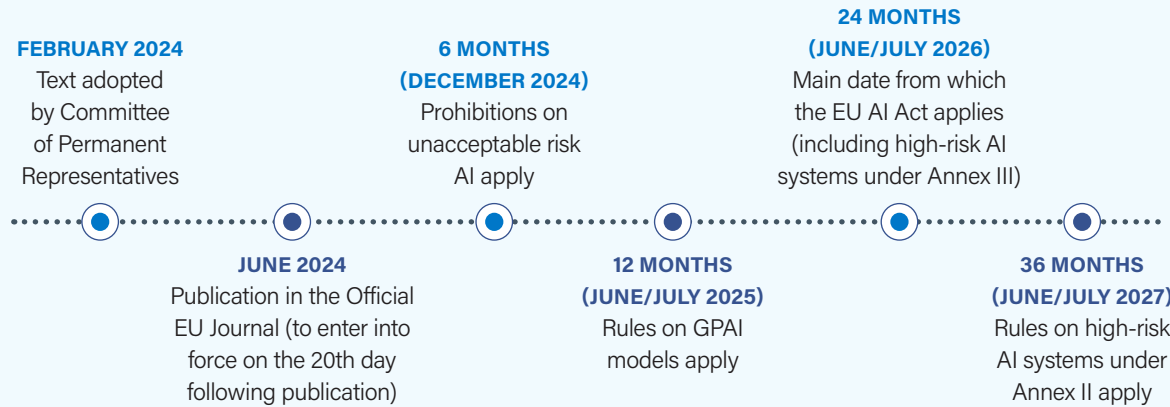 FEBRUARY 2024
Text adopted
by Committee
of Permanent
Representatives
JUNE 2024
Publication in the Official
EU Journal (to enter into
force on the 20th day
following publication)
6 MONTHS
(DECEMBER 2024)
Prohibitions on
unacceptable risk
AI apply
12 MONTHS
(JUNE/JULY 2025)
Rules on GPAI
models apply
24 MONTHS
(JUNE/JULY 2026)
Main date from which
the EU AI Act applies
(including high-risk AI
systems under Annex III)
36 MONTHS
(JUNE/JULY 2027)
Rules on high-risk
AI systems under
Annex II apply